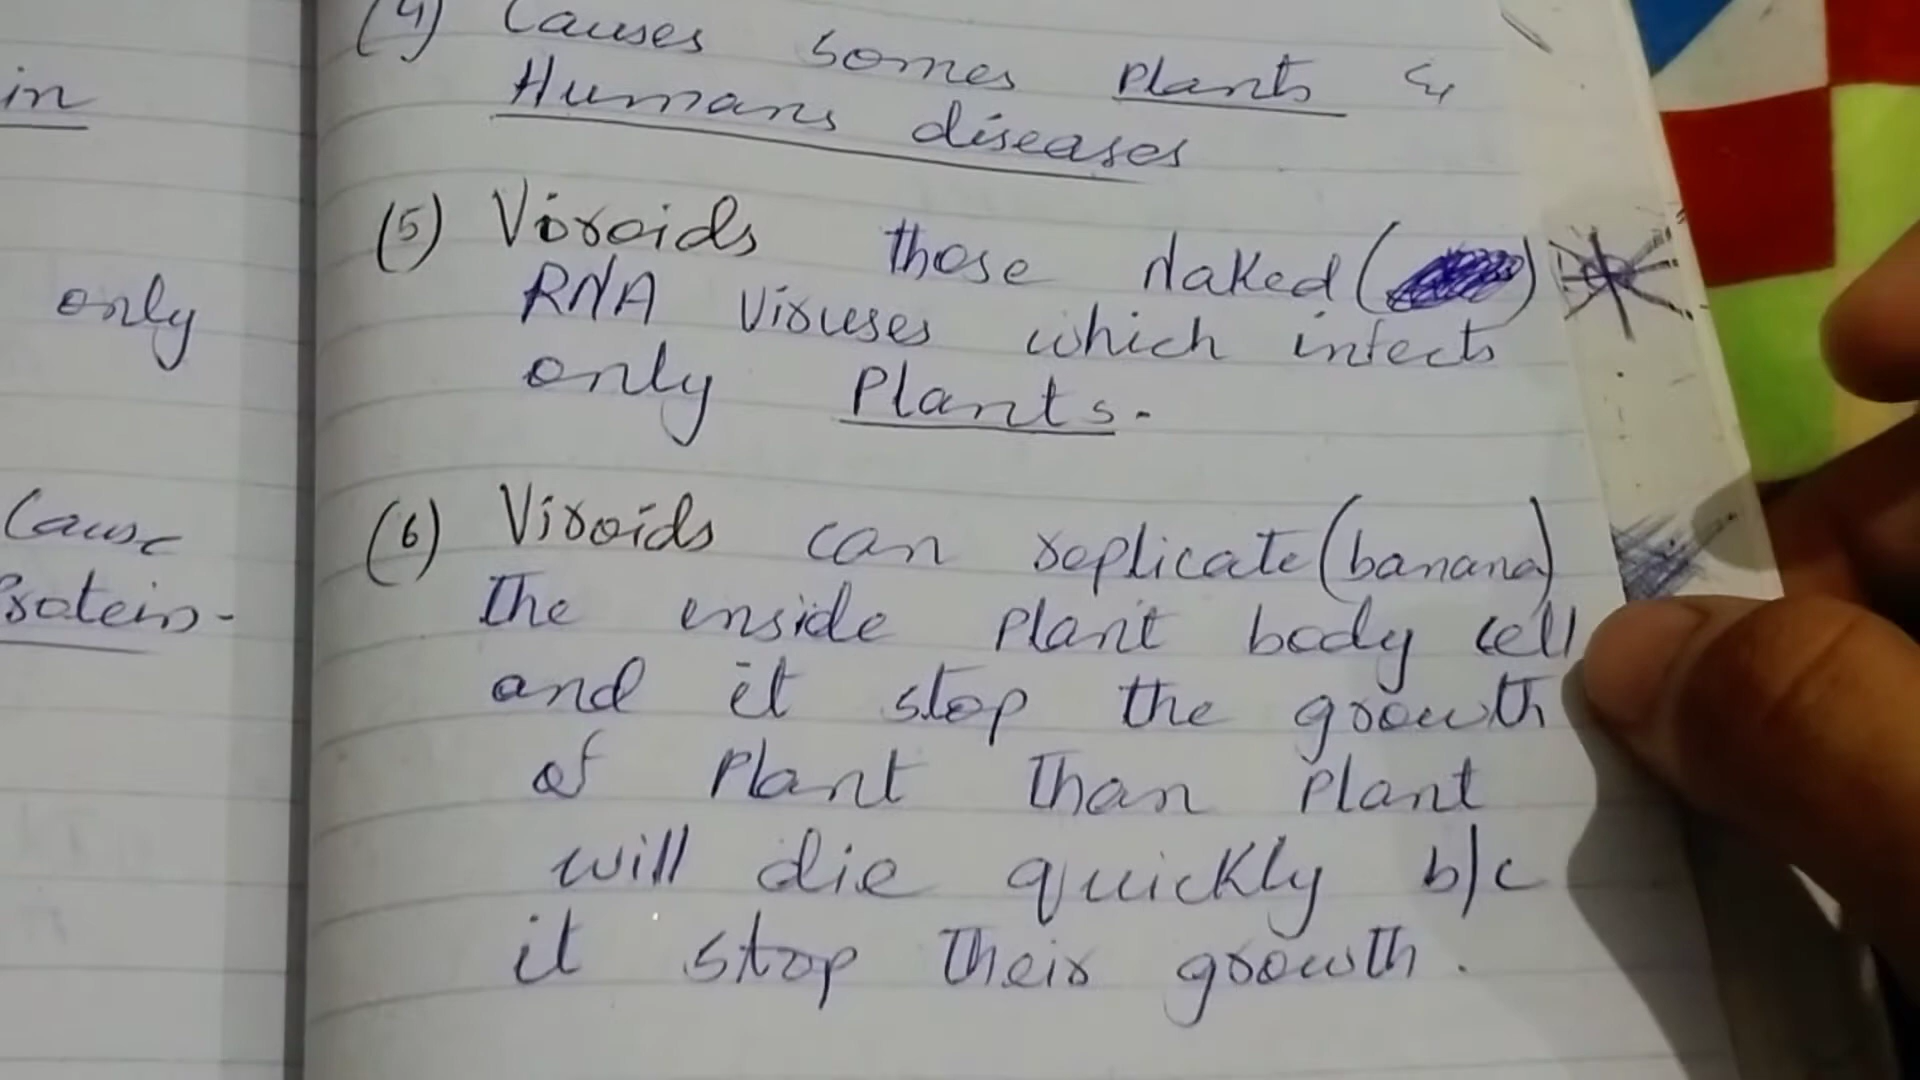 in
only
Cause
Protein-
(4) Causes somes plants &
Humans diseases
(5) Viroids those Naked ( )
RNA viruses which infects
only Plants.
(6) Viroids can replicate (banana)
The inside plant body cell
and it stop the growth
of Plant Than Plant
will die quickly b/c
it stop Their growth.